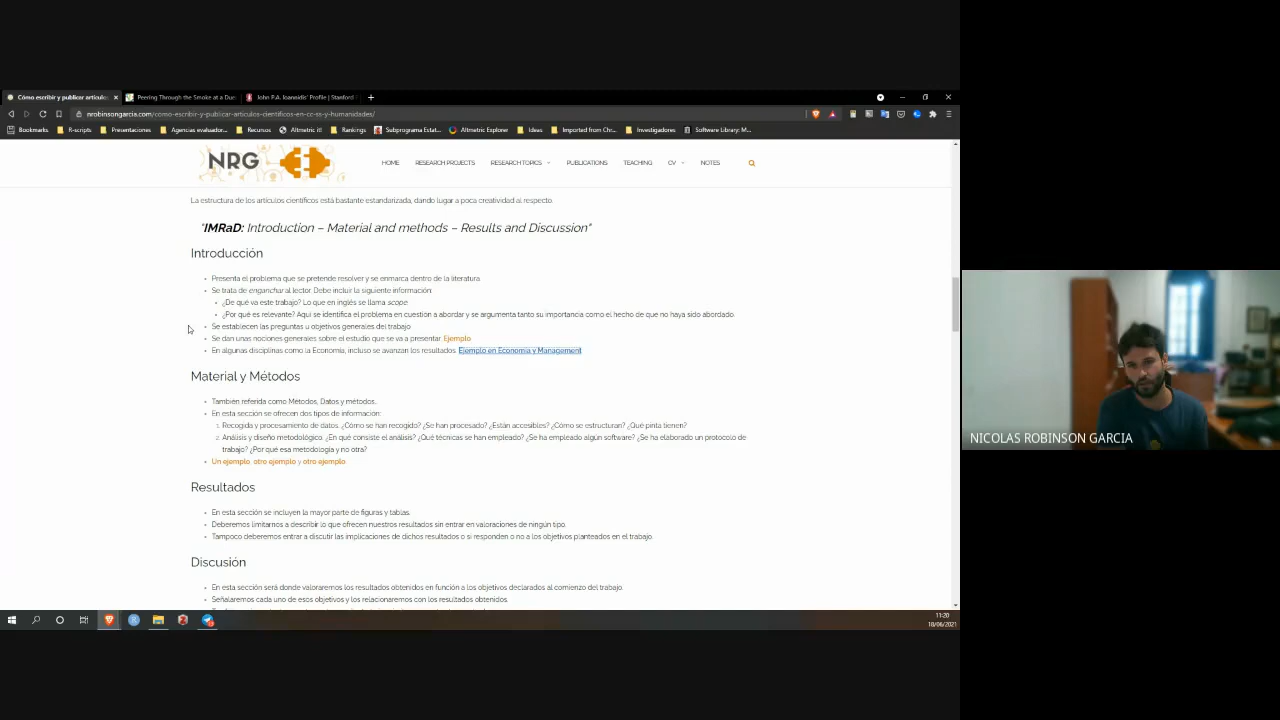 Cómo escribir y publicar artículos
Peering Through the Smoke at a Du
John P.A. Ioannidis' Profile | Stanford
nrobinsongarcia.com/como-escribir-y-publicar-articulos-cientificos-en-cc-ss-y-humanidades/
Bookmarks R-scripts Presentaciones Agencias evaluador... Recursos Altmetric it! Rankings Subprograma Estat... Altmetric Explorer Ideas Imported from Chr... Investigadores Software Library: M...
NRG HOME RESEARCH PROJECTS RESEARCH TOPICS PUBLICATIONS TEACHING CV NOTES
La estructura de los artículos científicos está bastante estandarizada, dando lugar a poca creatividad al respecto.
"IMRaD: Introduction – Material and methods – Results and Discussion"
Introducción
• Presenta el problema que se pretende resolver y se enmarca dentro de la literatura.
• Se trata de enganchar al lector. Debe incluir la siguiente información:
• ¿De qué va este trabajo? Lo que en inglés se llama scope.
• ¿Por qué es relevante? Aquí se identifica el problema en cuestión a abordar y se argumenta tanto su importancia como el hecho de que no haya sido abordado.
• Se establecen las preguntas u objetivos generales del trabajo
• Se dan unas nociones generales sobre el estudio que se va a presentar. Ejemplo
• En algunas disciplinas como la Economía, incluso se avanzan los resultados. Ejemplo en Economía y Management
Material y Métodos
• También referida como Métodos, Datos y métodos,.
• En esta sección se ofrecen dos tipos de información:
1. Recogida y procesamiento de datos. ¿Cómo se han recogido? ¿Se han procesado? ¿Están accesibles? ¿Cómo se estructuran? ¿Qué pinta tienen?
2. Análisis y diseño metodológico. ¿En qué consiste el análisis? ¿Qué técnicas se han empleado? ¿Se ha empleado algún software? ¿Se ha elaborado un protocolo de
trabajo? ¿Por qué esa metodología y no otra?
• Un ejemplo, otro ejemplo y otro ejemplo
Resultados
• En esta sección se incluyen la mayor parte de figuras y tablas.
• Deberemos limitarnos a describir lo que ofrecen nuestros resultados sin entrar en valoraciones de ningún tipo.
• Tampoco deberemos entrar a discutir las implicaciones de dichos resultados o si responden o no a los objetivos planteados en el trabajo.
Discusión
• En esta sección será donde valoraremos los resultados obtenidos en función a los objetivos declarados al comienzo del trabajo.
• Señalaremos cada uno de esos objetivos y los relacionaremos con los resultados obtenidos.
11:20
18/06/2021
NICOLAS ROBINSON GARCIA